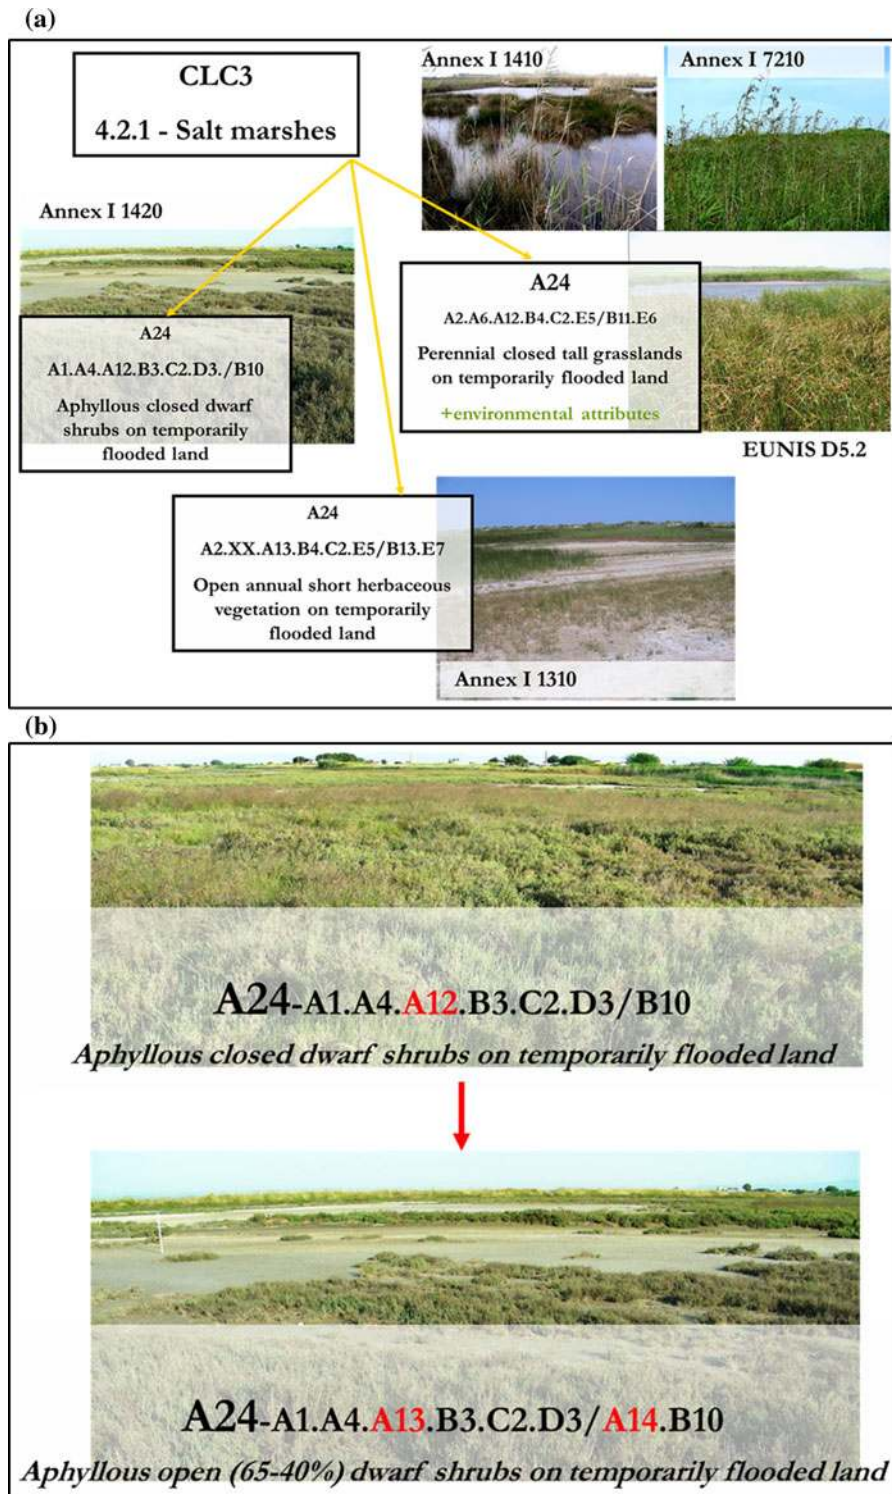 (a)
CLC3
4.2.1 - Salt marshes
Annex I 1410
Annex I 7210
Annex I 1420
A24
A1.A4.A12.B3.C2.D3./B10
Aphyllous closed dwarf
shrubs on temporarily
flooded land
A24
A2.A6.A12.B4.C2.E5/B11.E6
Perennial closed tall grasslands
on temporarily flooded land
+environmental attributes
EUNIS D5.2
A24
A2.XX.A13.B4.C2.E5/B13.E7
Open annual short herbaceous
vegetation on temporarily
flooded land
Annex I 1310
(b)
A24-A1.A4.A12.B3.C2.D3/B10
Aphyllous closed dwarf shrubs on temporarily flooded land
A24-A1.A4.A13.B3.C2.D3/A14.B10
Aphyllous open (65-40%) dwarf shrubs on temporarily flooded land